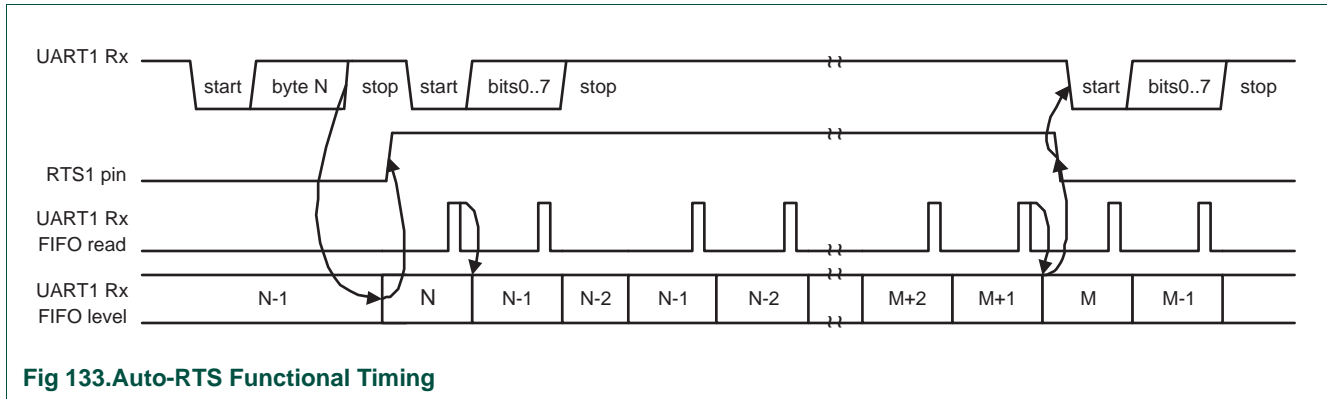 UART1 Rx
start byte N stop start bits0..7 stop start bits0..7 stop
RTS1 pin
UART1 Rx
FIFO read
UART1 Rx
FIFO level
N-1 N N-1 N-2 N-1 N-2 M+2 M+1 M M-1
Fig 133.Auto-RTS Functional Timing